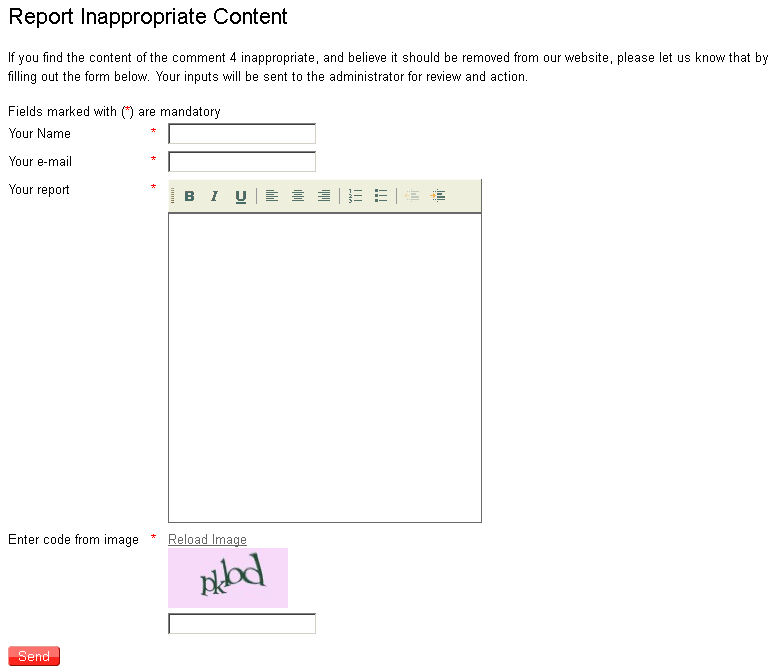 Report Inappropriate Content
If you find the content of the comment 4 inappropriate, and believe it should be removed from our website, please let us know that by
filling out the form below. Your inputs will be sent to the administrator for review and action.
Fields marked with (*) are mandatory
Your Name *
Your e-mail *
Your report *
B I U
Enter code from image * Reload Image
pkbd
Send